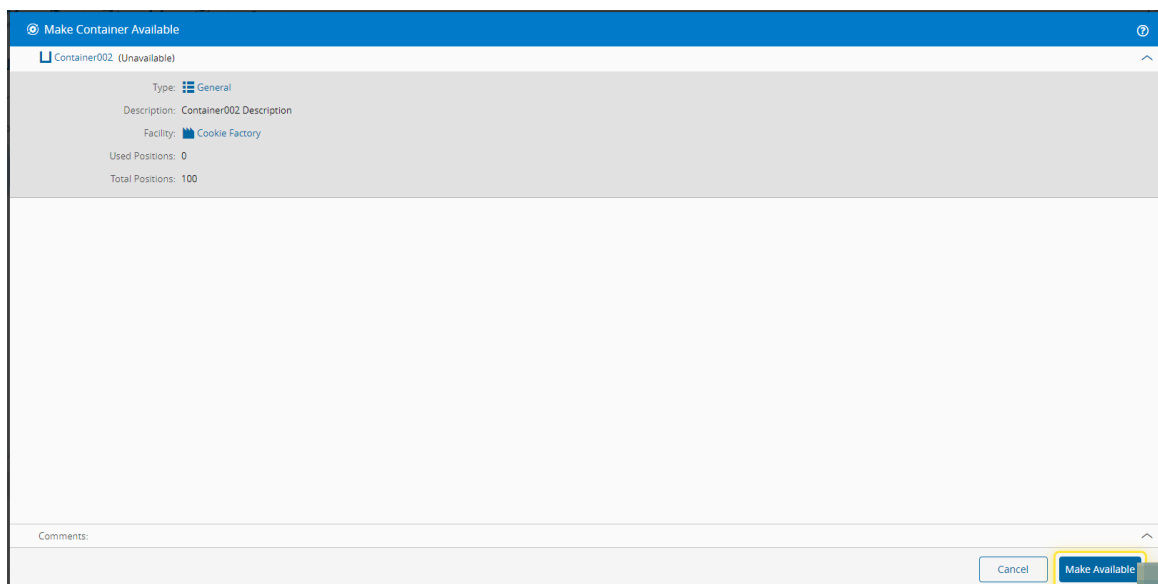 Make Container Available
Container002 (Unavailable)
Type: General
Description: Container002 Description
Facility: Cookie Factory
Used Positions: 0
Total Positions: 100
Comments:
Cancel Make Available